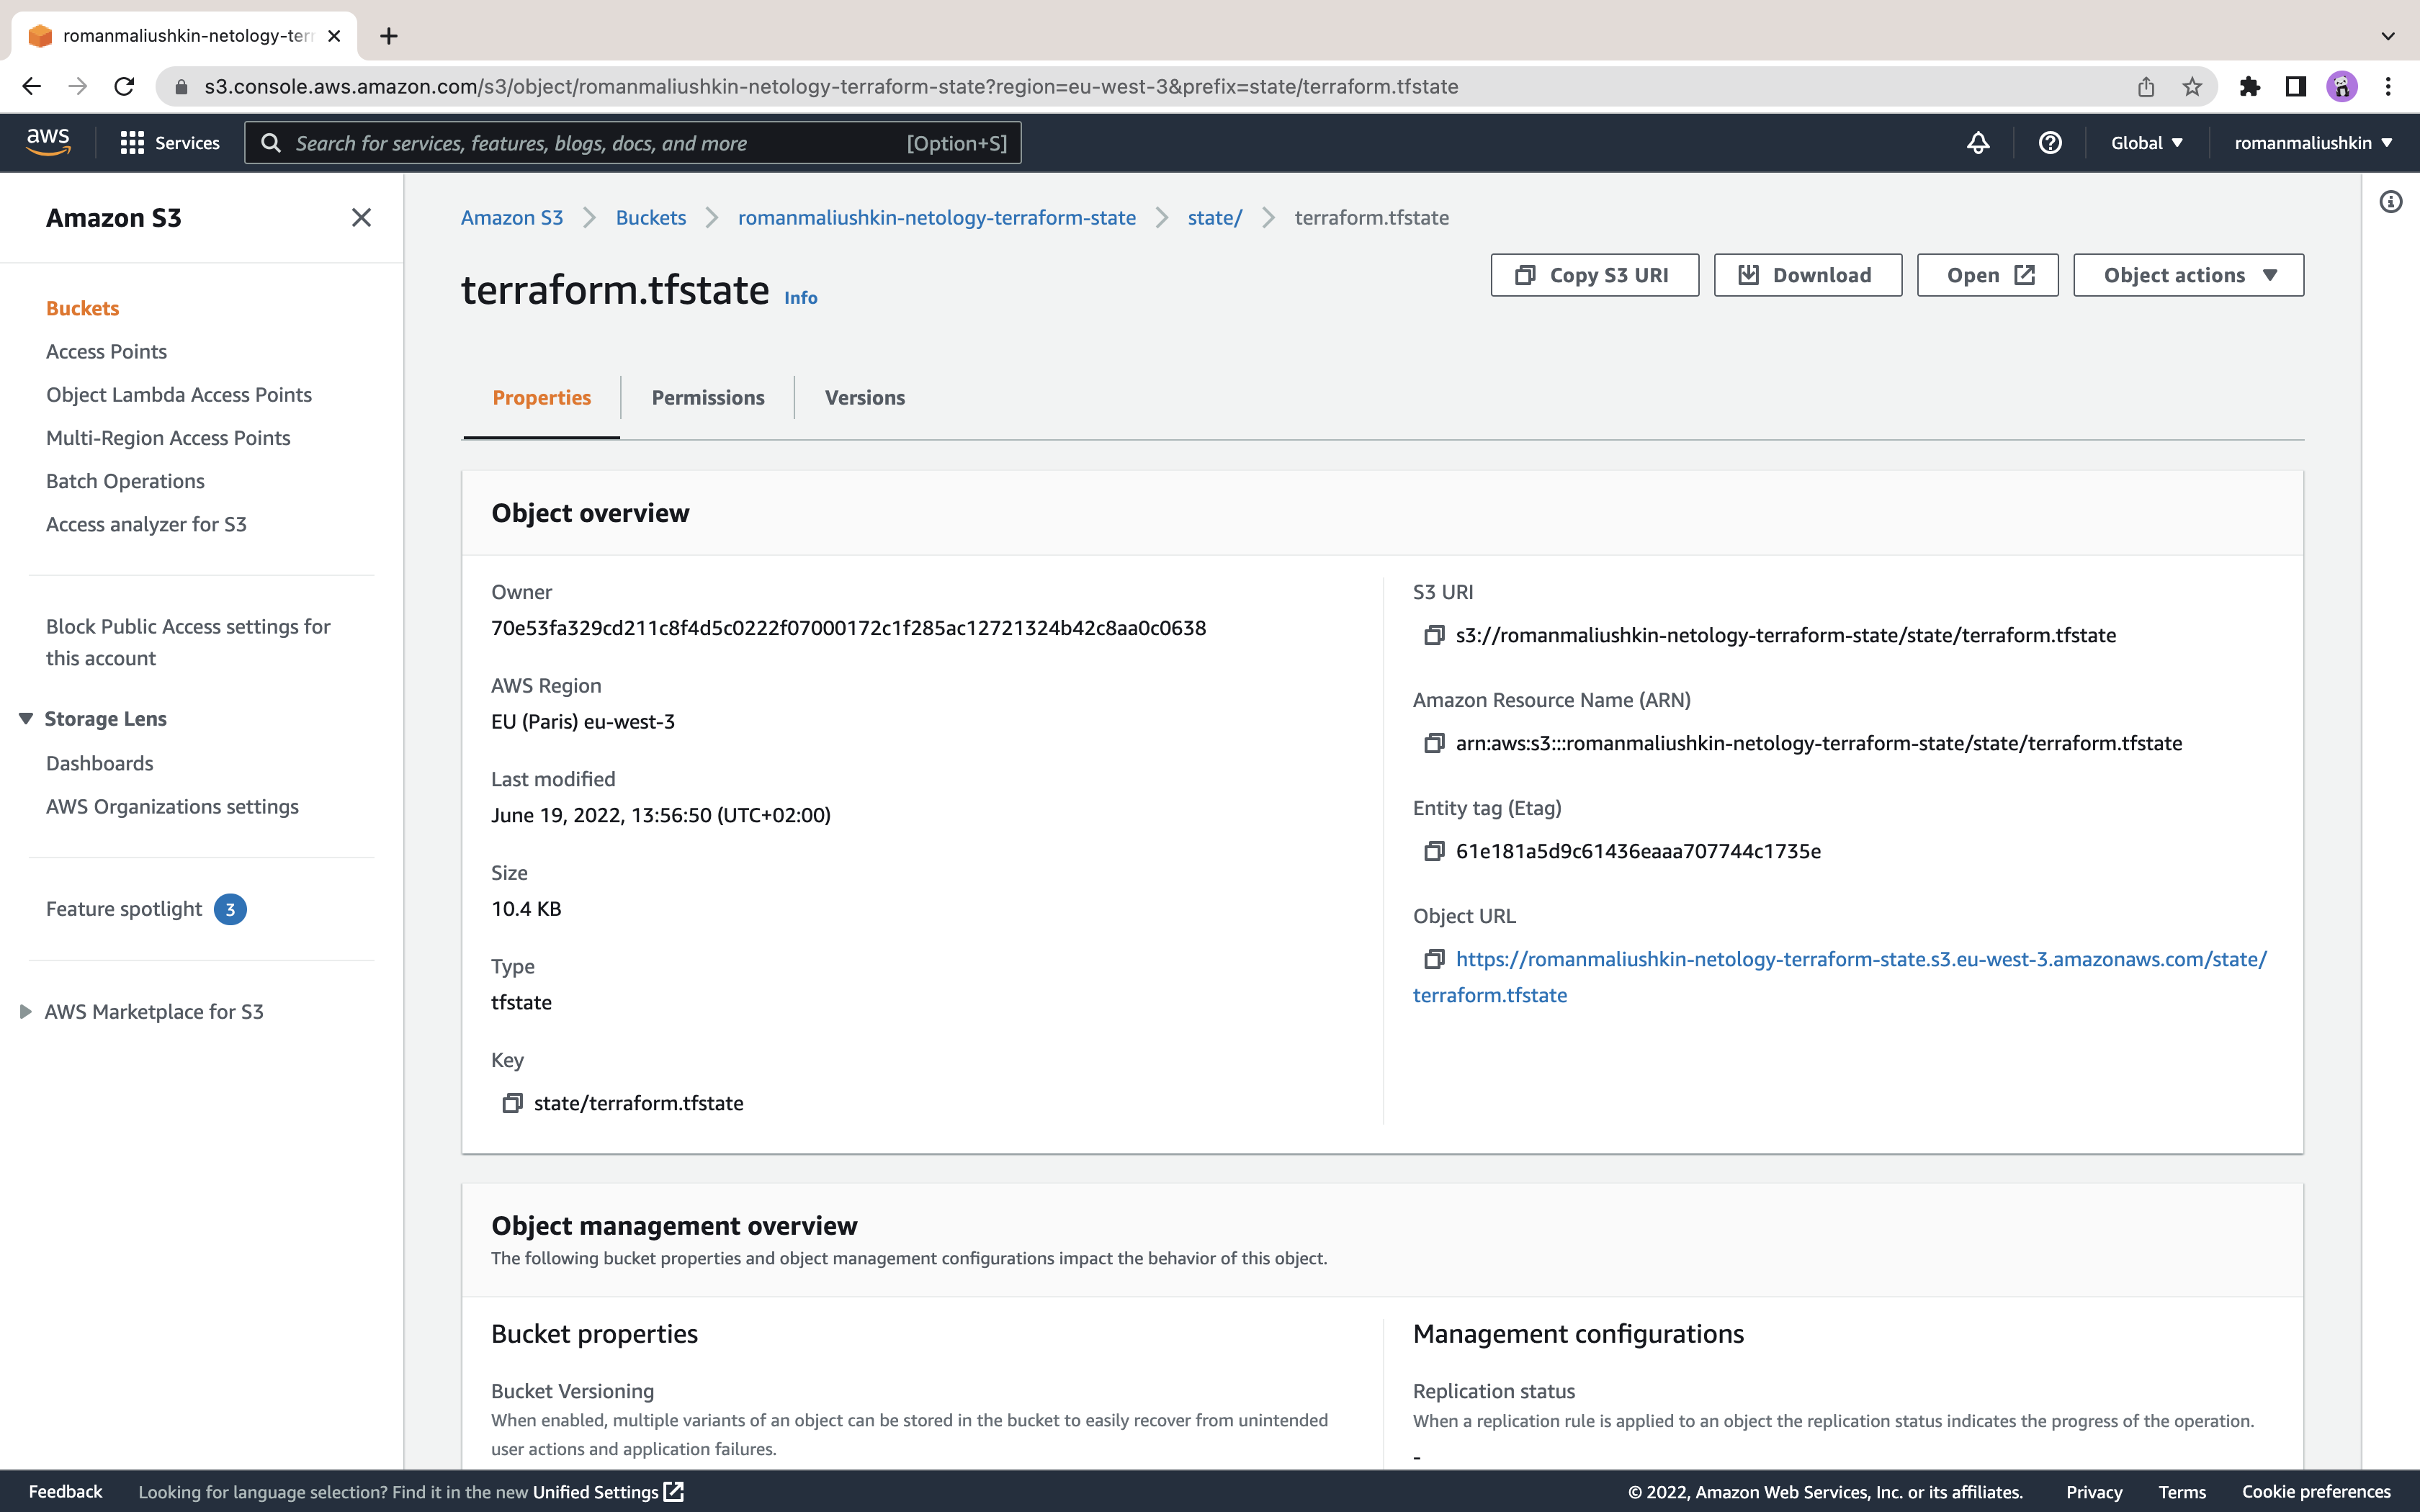 romanmaliushkin-netology-terr
s3.console.aws.amazon.com/s3/object/romanmaliushkin-netology-terraform-state?region=eu-west-3&prefix=state/terraform.tfstate
aws
Services
Search for services, features, blogs, docs, and more
[Option+S]
Global
romanmaliushkin
Amazon S3
Buckets
Access Points
Object Lambda Access Points
Multi-Region Access Points
Batch Operations
Access analyzer for S3
Block Public Access settings for
this account
Storage Lens
Dashboards
AWS Organizations settings
Feature spotlight 3
AWS Marketplace for S3
Amazon S3 Buckets romanmaliushkin-netology-terraform-state state/ terraform.tfstate
terraform.tfstate Info
Copy S3 URI
Download
Open
Object actions
Properties
Permissions
Versions
Object overview
Owner
70e53fa329cd211c8f4d5c0222f07000172c1f285ac12721324b42c8aa0c0638
AWS Region
EU (Paris) eu-west-3
Last modified
June 19, 2022, 13:56:50 (UTC+02:00)
Size
10.4 KB
Type
tfstate
Key
state/terraform.tfstate
S3 URI
s3://romanmaliushkin-netology-terraform-state/state/terraform.tfstate
Amazon Resource Name (ARN)
arn:aws:s3:::romanmaliushkin-netology-terraform-state/state/terraform.tfstate
Entity tag (Etag)
61e181a5d9c61436eaaa707744c1735e
Object URL
https://romanmaliushkin-netology-terraform-state.s3.eu-west-3.amazonaws.com/state/
terraform.tfstate
Object management overview
The following bucket properties and object management configurations impact the behavior of this object.
Bucket properties
Bucket Versioning
When enabled, multiple variants of an object can be stored in the bucket to easily recover from unintended
user actions and application failures.
Management configurations
Replication status
When a replication rule is applied to an object the replication status indicates the progress of the operation.
-
Feedback
Looking for language selection? Find it in the new Unified Settings
© 2022, Amazon Web Services, Inc. or its affiliates.
Privacy
Terms
Cookie preferences